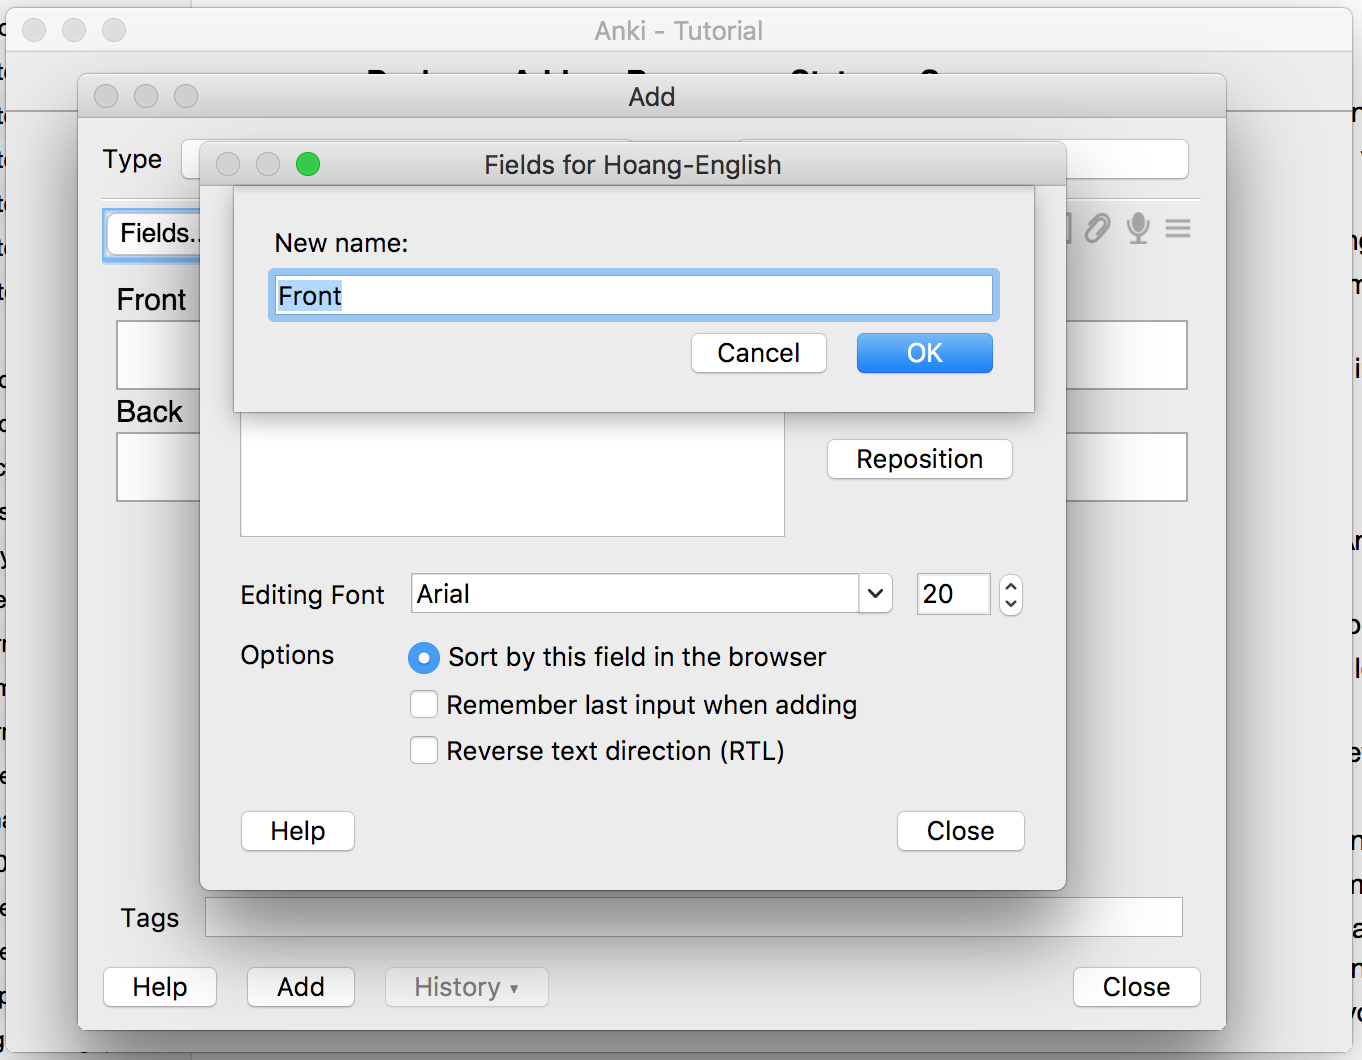 Anki - Tutorial
Add
Type
Fields for Hoang-English
Fields..
New name:
Front
Cancel
OK
Front
Back
Reposition
Editing Font
Arial
20
Options
Sort by this field in the browser
Remember last input when adding
Reverse text direction (RTL)
Help
Close
Tags
Help
Add
History ▾
Close